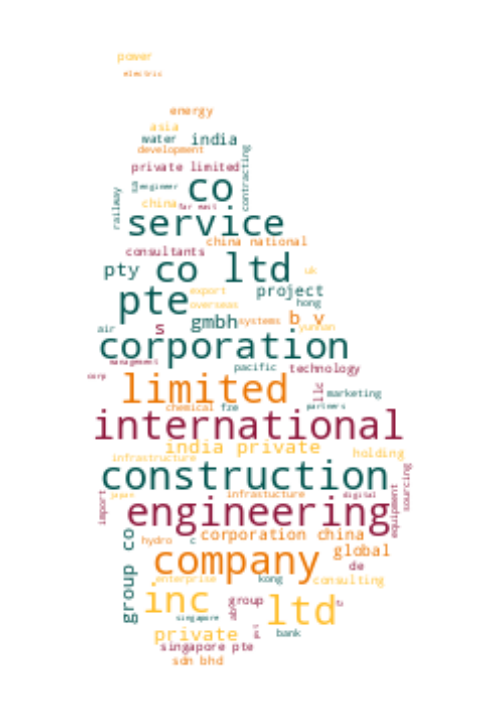 power
electric
energy
asia
water india
development
private limited
sa engineer co contracting
railway china far east
service
china national
consultants
pty co ltd uk
export project
pte overseas hong
gmbh systems b v
air s yunnan
corporation
management pacific technology
corp
limited llc marketing
chemical fze partners
international
india private
infrastructure holding
construction sourcing
japan infrastucture digital
import engineering equipment
corporation china
group co hydro c
company global
de
enterprise kong consulting
inc group
singapore ltd
abp
private bank
singapore pte
sdn bhd